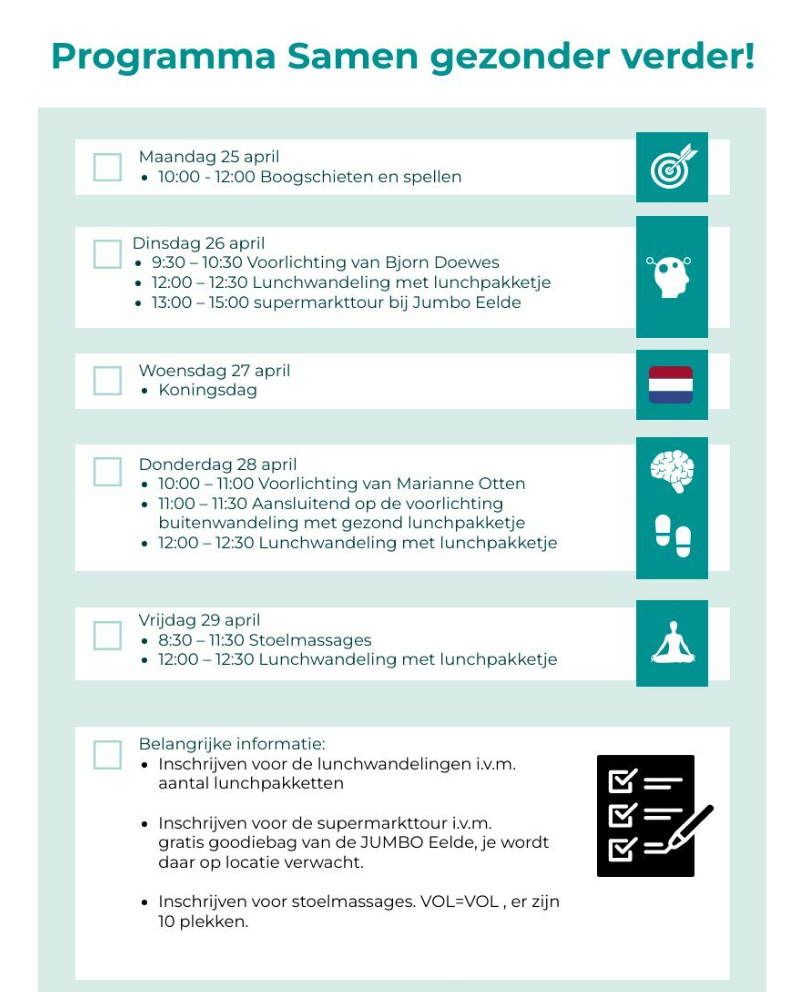 Programma Samen gezonder verder!
Maandag 25 april
• 10:00 - 12:00 Boogschieten en spellen
Dinsdag 26 april
• 9:30 – 10:30 Voorlichting van Bjorn Doewes
• 12:00 – 12:30 Lunchwandeling met lunchpakketje
• 13:00 – 15:00 supermarkttour bij Jumbo Eelde
Woensdag 27 april
• Koningsdag
Donderdag 28 april
• 10:00 – 11:00 Voorlichting van Marianne Otten
• 11:00 – 11:30 Aansluitend op de voorlichting
buitenwandeling met gezond lunchpakketje
• 12:00 – 12:30 Lunchwandeling met lunchpakketje
Vrijdag 29 april
• 8:30 – 11:30 Stoelmassages
• 12:00 – 12:30 Lunchwandeling met lunchpakketje
Belangrijke informatie:
• Inschrijven voor de lunchwandelingen i.v.m.
aantal lunchpakketten
• Inschrijven voor de supermarkttour i.v.m.
gratis goodiebag van de JUMBO Eelde, je wordt
daar op locatie verwacht.
• Inschrijven voor stoelmassages. VOL=VOL , er zijn
10 plekken.